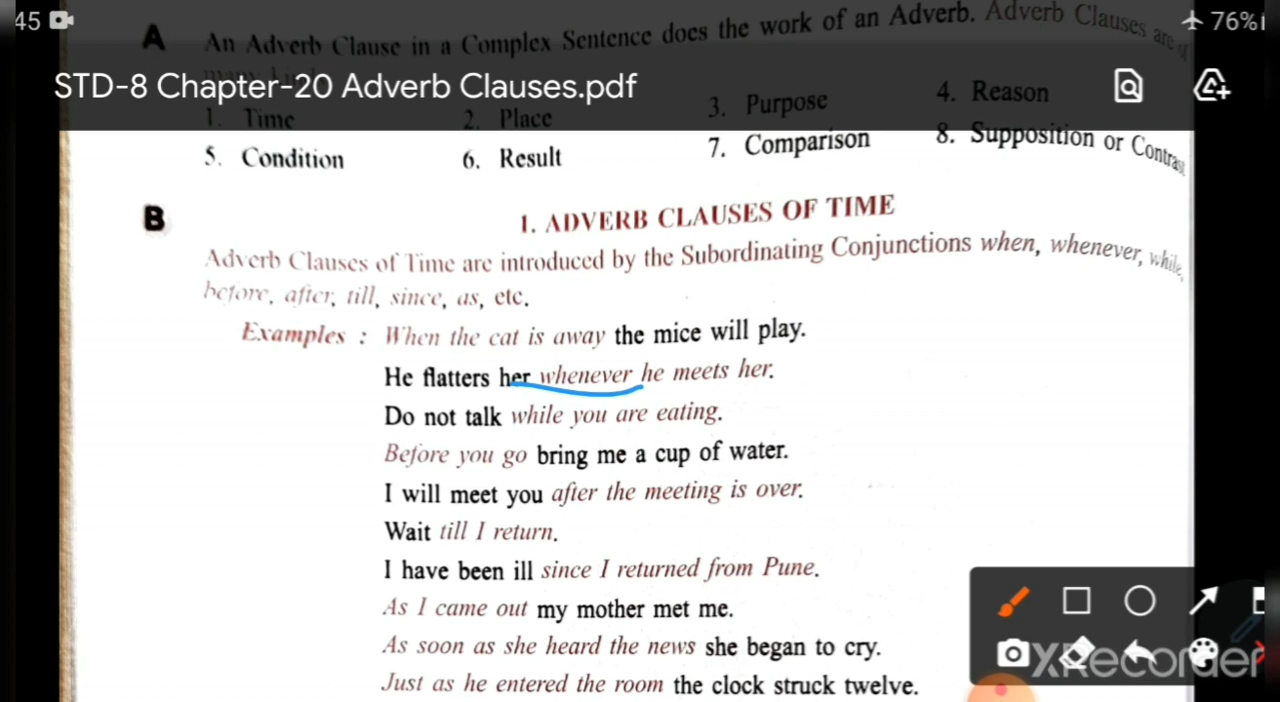 45 76%
A An Adverb Clause in a Complex Sentence does the work of an Adverb. Adverb Clauses are of
STD-8 Chapter-20 Adverb Clauses.pdf
1. Time 2. Place 3. Purpose 4. Reason
5. Condition 6. Result 7. Comparison 8. Supposition or Contrast
B 1. ADVERB CLAUSES OF TIME
Adverb Clauses of Time are introduced by the Subordinating Conjunctions when, whenever, while,
before, after, till, since, as, etc.
Examples : When the cat is away the mice will play.
He flatters her whenever he meets her.
Do not talk while you are eating.
Before you go bring me a cup of water.
I will meet you after the meeting is over.
Wait till I return.
I have been ill since I returned from Pune.
As I came out my mother met me.
As soon as she heard the news she began to cry.
Just as he entered the room the clock struck twelve.
XRecorder